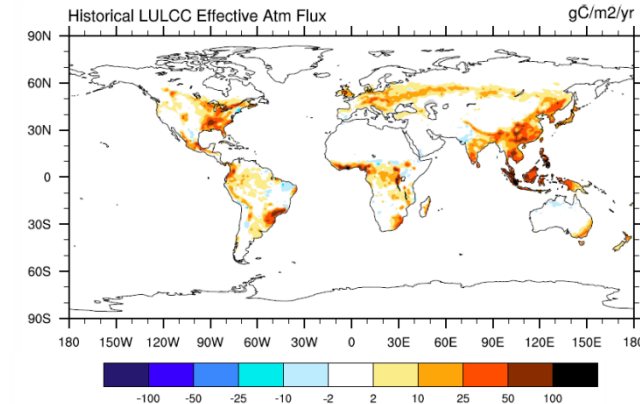 Historical LULCC Effective Atm Flux gC/m2/yr
90N
60N
30N
0
30S
60S
90S
180 150W 120W 90W 60W 30W 0 30E 60E 90E 120E 150E 180
-100 -50 -25 -10 -2 2 10 25 50 100